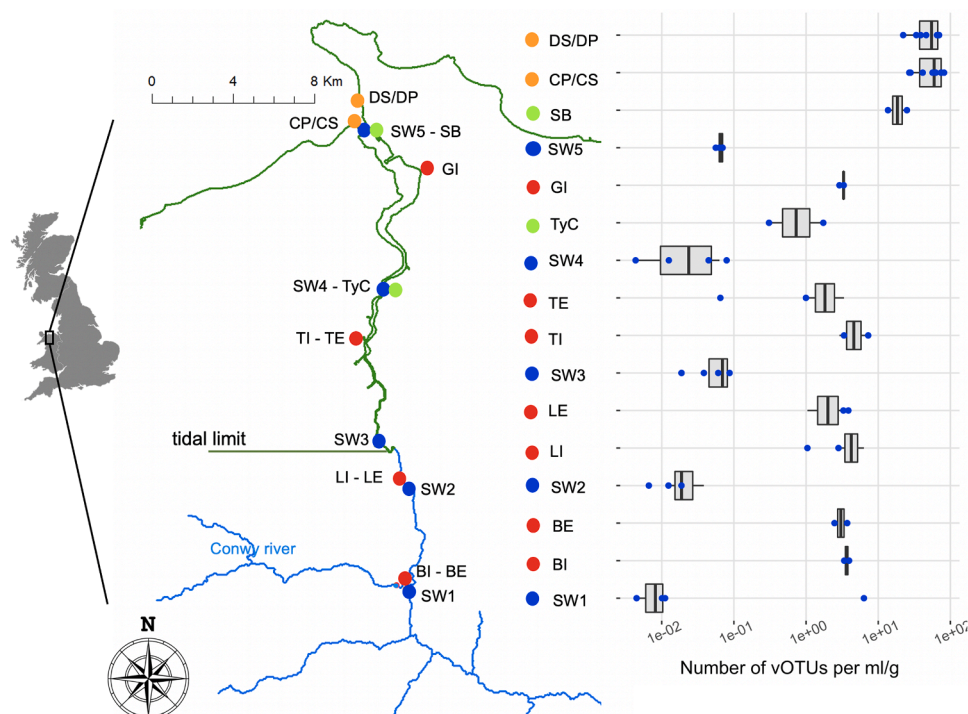 0 4 8 Km
DS/DP
CP/CS
SW5 - SB
GI
SW4 - TyC
TI - TE
SW3
tidal limit
LI - LE
SW2
Conwy river
BI - BE
SW1
N
DS/DP
CP/CS
SB
SW5
GI
TyC
SW4
TE
TI
SW3
LE
LI
SW2
BE
BI
SW1
1e-02 1e-01 1e+00 1e+01 1e+02
Number of vOTUs per ml/g